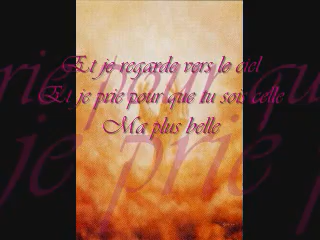 Et je regarde vers le ciel
Et je prie pour que tu sois celle
Ma plus belle